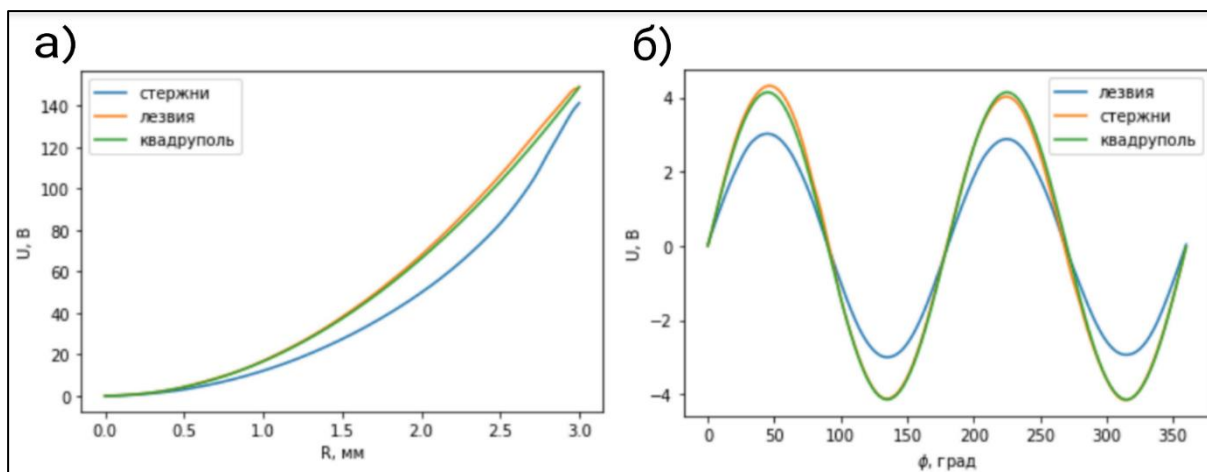 а)
стержни
лезвия
квадруполь
140
120
100
80
60
40
20
0
U, В
0.0 0.5 1.0 1.5 2.0 2.5 3.0
R, мм
б)
лезвия
стержни
квадруполь
4
2
0
−2
−4
U, В
0 50 100 150 200 250 300 350
ϕ, град